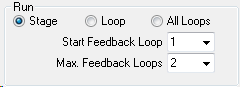 Run
Stage Loop All Loops
Start Feedback Loop 1
Max. Feedback Loops 2